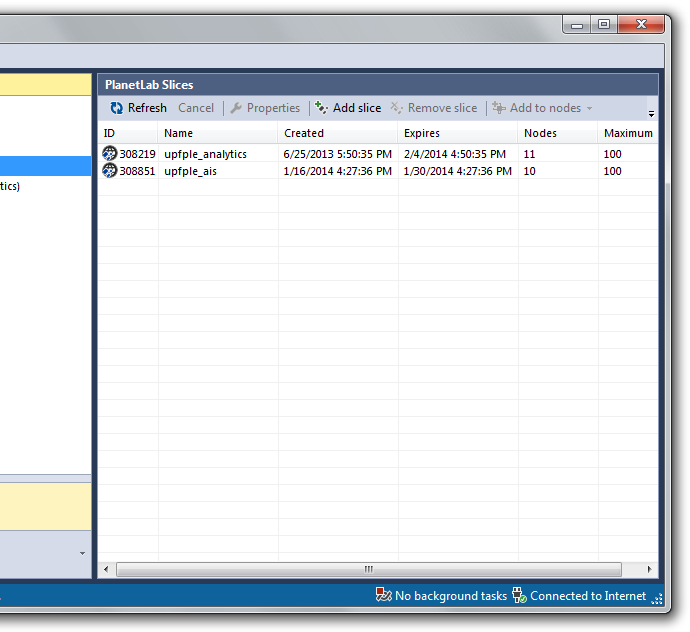 PlanetLab Slices
Refresh Cancel Properties Add slice Remove slice Add to nodes
ID Name Created Expires Nodes Maximum
308219 upfple_analytics 6/25/2013 5:50:35 PM 2/4/2014 4:50:35 PM 11 100
308851 upfple_ais 1/16/2014 4:27:36 PM 1/30/2014 4:27:36 PM 10 100
tics)
No background tasks Connected to Internet